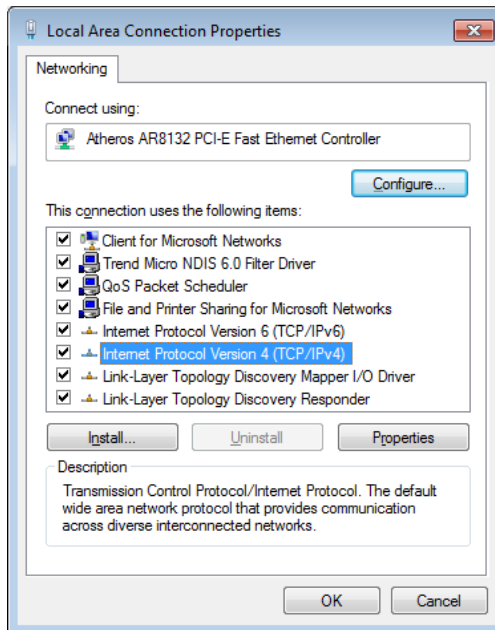 Local Area Connection Properties
Networking
Connect using:
Atheros AR8132 PCI-E Fast Ethernet Controller
Configure...
This connection uses the following items:
Client for Microsoft Networks
Trend Micro NDIS 6.0 Filter Driver
QoS Packet Scheduler
File and Printer Sharing for Microsoft Networks
Internet Protocol Version 6 (TCP/IPv6)
Internet Protocol Version 4 (TCP/IPv4)
Link-Layer Topology Discovery Mapper I/O Driver
Link-Layer Topology Discovery Responder
Install... Uninstall Properties
Description
Transmission Control Protocol/Internet Protocol. The default
wide area network protocol that provides communication
across diverse interconnected networks.
OK Cancel